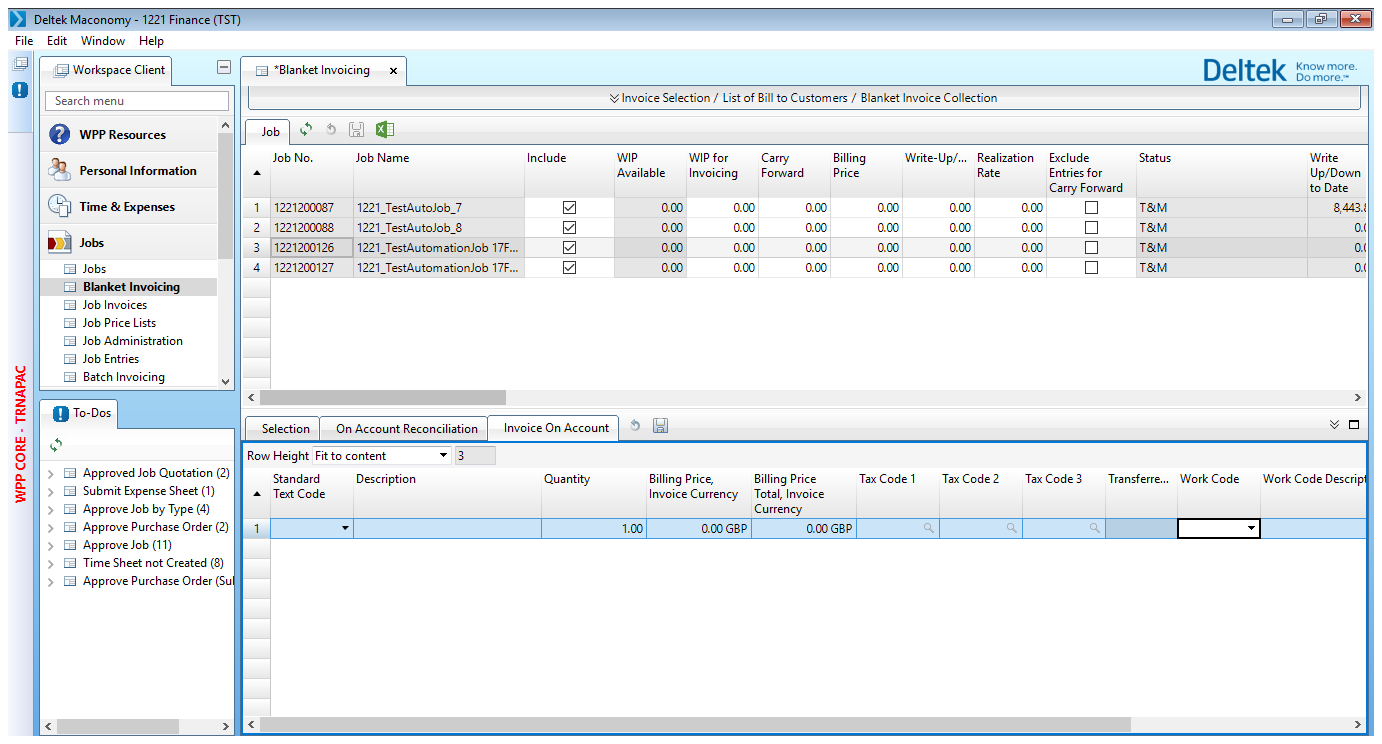 Deltek Maconomy - 1221 Finance (TST)
File Edit Window Help
Workspace Client
*Blanket Invoicing
Deltek Know more. Do more.™
Search menu
Invoice Selection / List of Bill to Customers / Blanket Invoice Collection
WPP Resources
Personal Information
Time & Expenses
Jobs
Jobs
Blanket Invoicing
Job Invoices
Job Price Lists
Job Administration
Job Entries
Batch Invoicing
WPP CORE - TRNAPAC
To-Dos
Approved Job Quotation (2)
Submit Expense Sheet (1)
Approve Job by Type (4)
Approve Purchase Order (2)
Approve Job (11)
Time Sheet not Created (8)
Approve Purchase Order (Sul
Job
Job No. Job Name Include WIP Available WIP for Invoicing Carry Forward Billing Price Write-Up/... Realization Rate Exclude Entries for Carry Forward Status Write Up/Down to Date
1 1221200087 1221_TestAutoJob_7 0.00 0.00 0.00 0.00 0.00 0.00 T&M 8,443.8
2 1221200088 1221_TestAutoJob_8 0.00 0.00 0.00 0.00 0.00 0.00 T&M 0.0
3 1221200126 1221_TestAutomationJob 17F... 0.00 0.00 0.00 0.00 0.00 0.00 T&M 0.0
4 1221200127 1221_TestAutomationJob 17F... 0.00 0.00 0.00 0.00 0.00 0.00 T&M 0.0
Selection On Account Reconciliation Invoice On Account
Row Height Fit to content 3
Standard Text Code Description Quantity Billing Price, Invoice Currency Billing Price Total, Invoice Currency Tax Code 1 Tax Code 2 Tax Code 3 Transferre... Work Code Work Code Descript
1 1.00 0.00 GBP 0.00 GBP